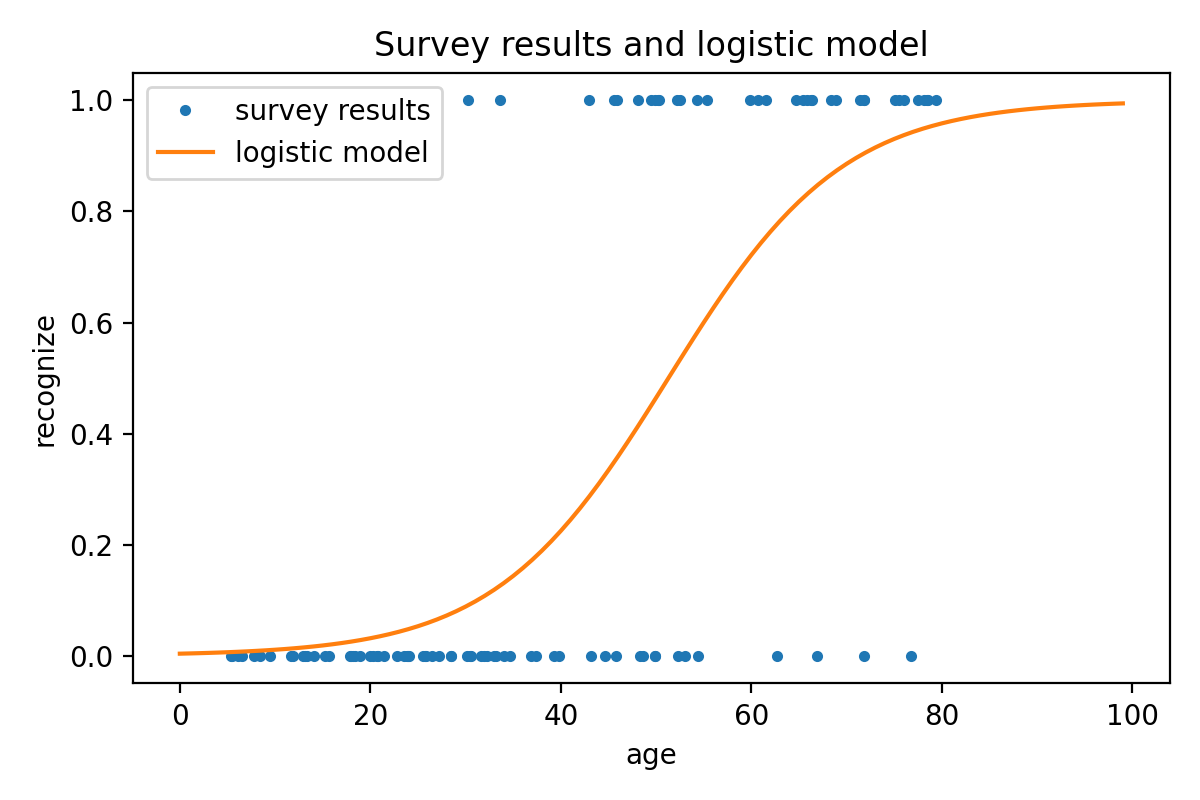 Survey results and logistic model
survey results
logistic model
1.0
0.8
0.6
0.4
0.2
0.0
recognize
0 20 40 60 80 100
age